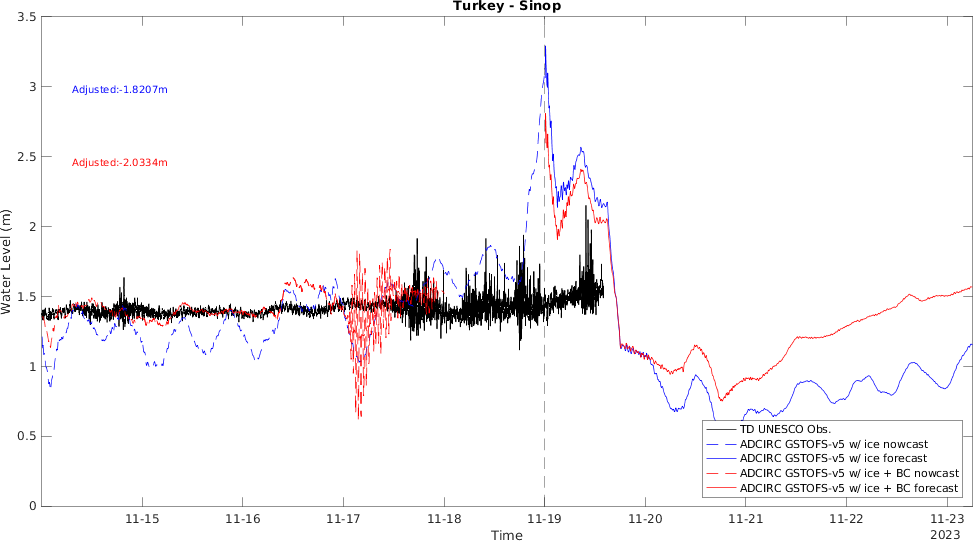 Turkey - Sinop
3.5
3
2.5
2
1.5
1
0.5
0
Water Level (m)
Adjusted:-1.8207m
Adjusted:-2.0334m
TD UNESCO Obs.
ADCIRC GSTOFS-v5 w/ ice nowcast
ADCIRC GSTOFS-v5 w/ ice forecast
ADCIRC GSTOFS-v5 w/ ice + BC nowcast
ADCIRC GSTOFS-v5 w/ ice + BC forecast
11-15 11-16 11-17 11-18 11-19 11-20 11-21 11-22 11-23
Time 2023